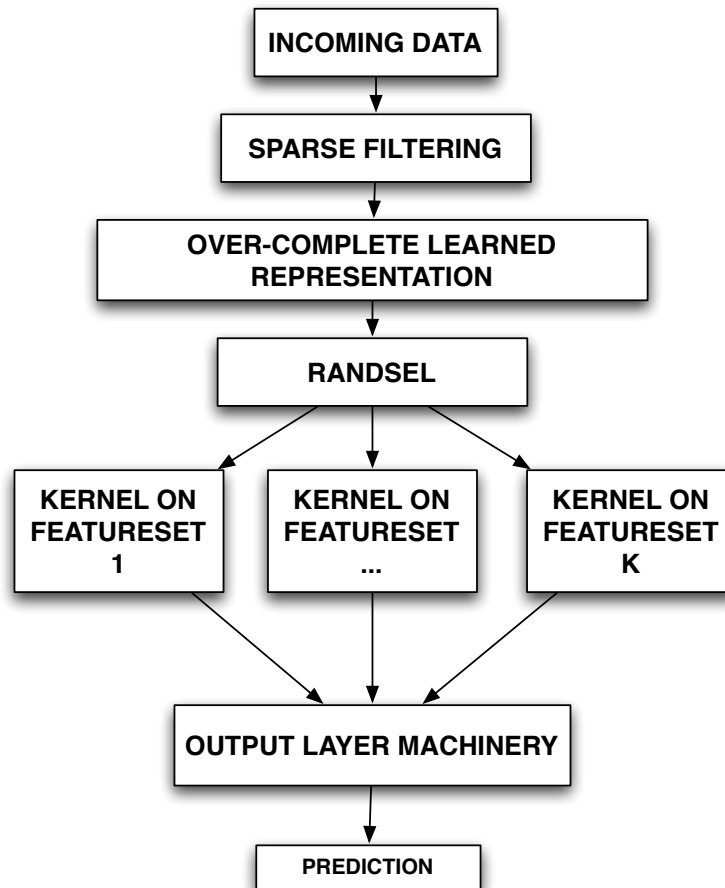 INCOMING DATA
SPARSE FILTERING
OVER-COMPLETE LEARNED
REPRESENTATION
RANDSEL
KERNEL ON
FEATURESET
1
KERNEL ON
FEATURESET
...
KERNEL ON
FEATURESET
K
OUTPUT LAYER MACHINERY
PREDICTION